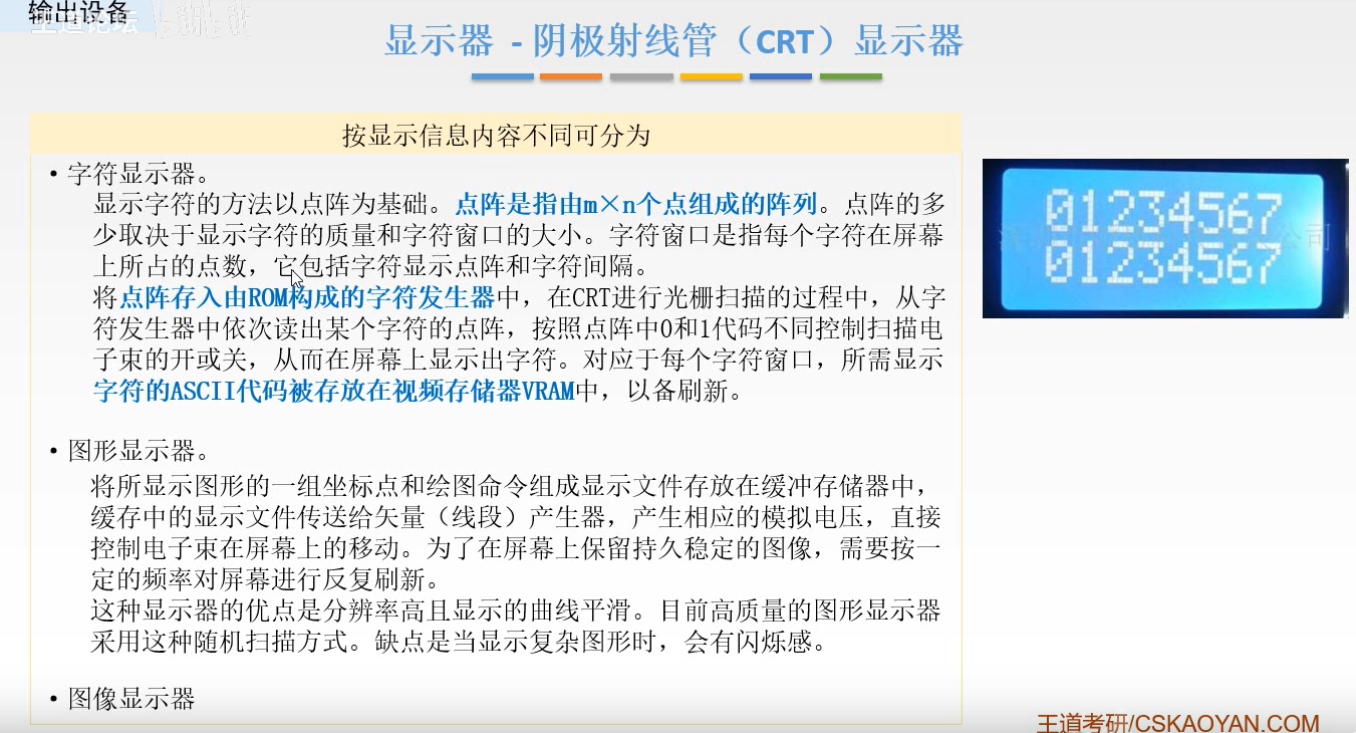 输出设备
王道论坛
显示器 - 阴极射线管（CRT）显示器
按显示信息内容不同可分为
• 字符显示器。
显示字符的方法以点阵为基础。点阵是指由m×n个点组成的阵列。点阵的多
少取决于显示字符的质量和字符窗口的大小。字符窗口是指每个字符在屏幕
上所占的点数，它包括字符显示点阵和字符间隔。
将点阵存入由ROM构成的字符发生器中，在CRT进行光栅扫描的过程中，从字
符发生器中依次读出某个字符的点阵，按照点阵中0和1代码不同控制扫描电
子束的开或关，从而在屏幕上显示出字符。对应于每个字符窗口，所需显示
字符的ASCII代码被存放在视频存储器VRAM中，以备刷新。
• 图形显示器。
将所显示图形的一组坐标点和绘图命令组成显示文件存放在缓冲存储器中，
缓存中的显示文件传送给矢量（线段）产生器，产生相应的模拟电压，直接
控制电子束在屏幕上的移动。为了在屏幕上保留持久稳定的图像，需要按一
定的频率对屏幕进行反复刷新。
这种显示器的优点是分辨率高且显示的曲线平滑。目前高质量的图形显示器
采用这种随机扫描方式。缺点是当显示复杂图形时，会有闪烁感。
• 图像显示器
01234567
01234567
公司
王道考研/CSKAOYAN.COM